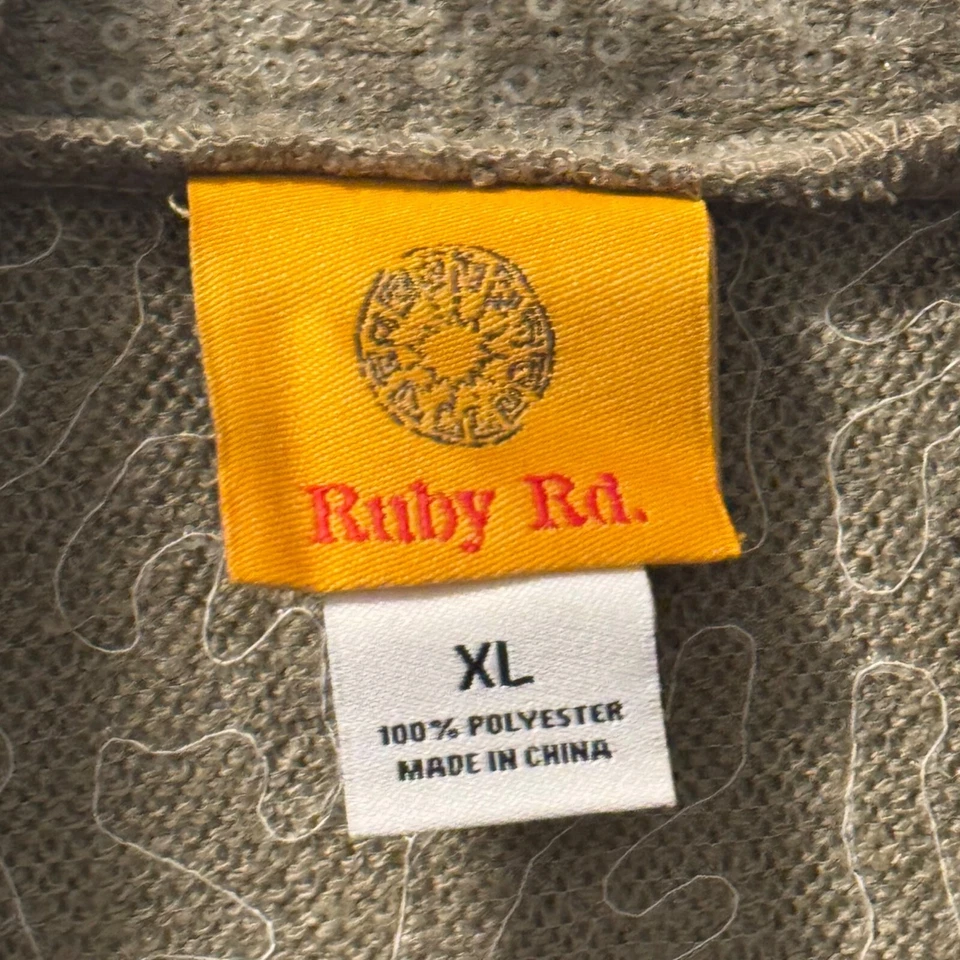 Ruby Rd.
XL
100% POLYESTER
MADE IN CHINA